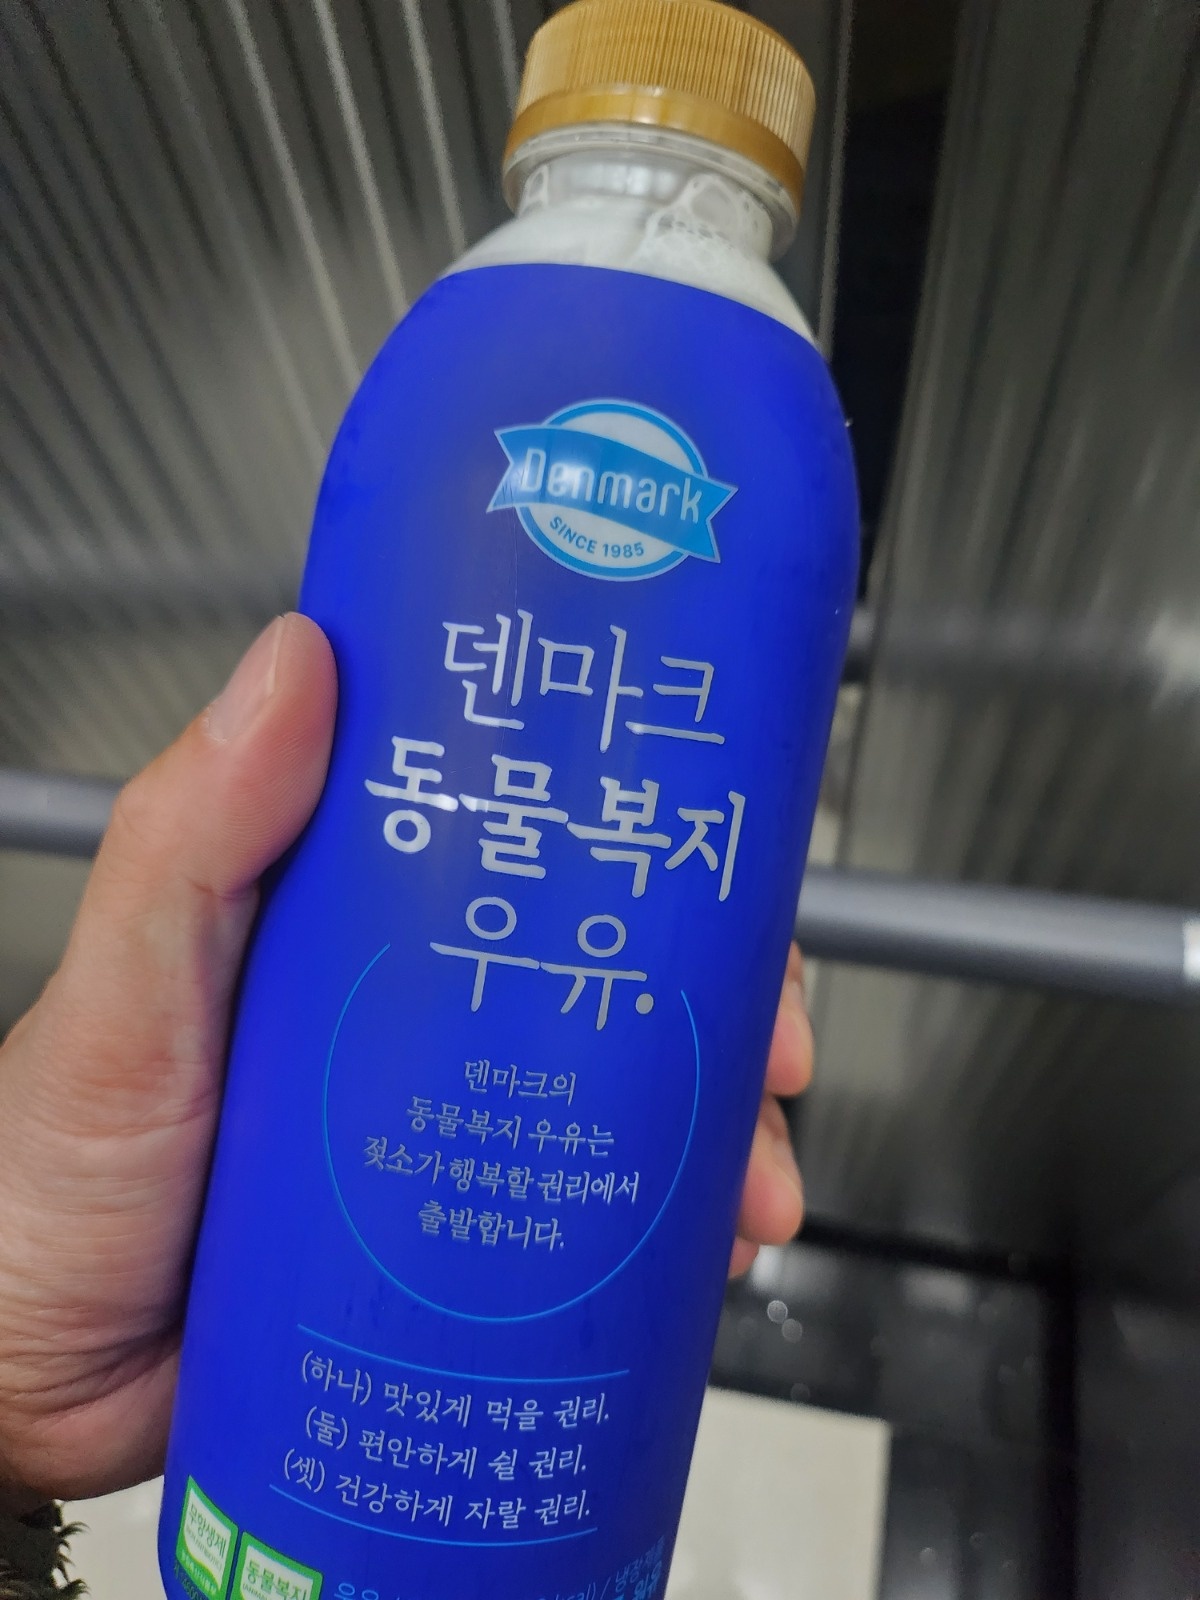 Denmark
SINCE 1985
덴마크
동물복지
우유.
덴마크의
동물복지 우유는
젖소가 행복할 권리에서
출발합니다.
(하나) 맛있게 먹을 권리.
(둘) 편안하게 쉴 권리.
(셋) 건강하게 자랄 권리.
무항생제
동물복지